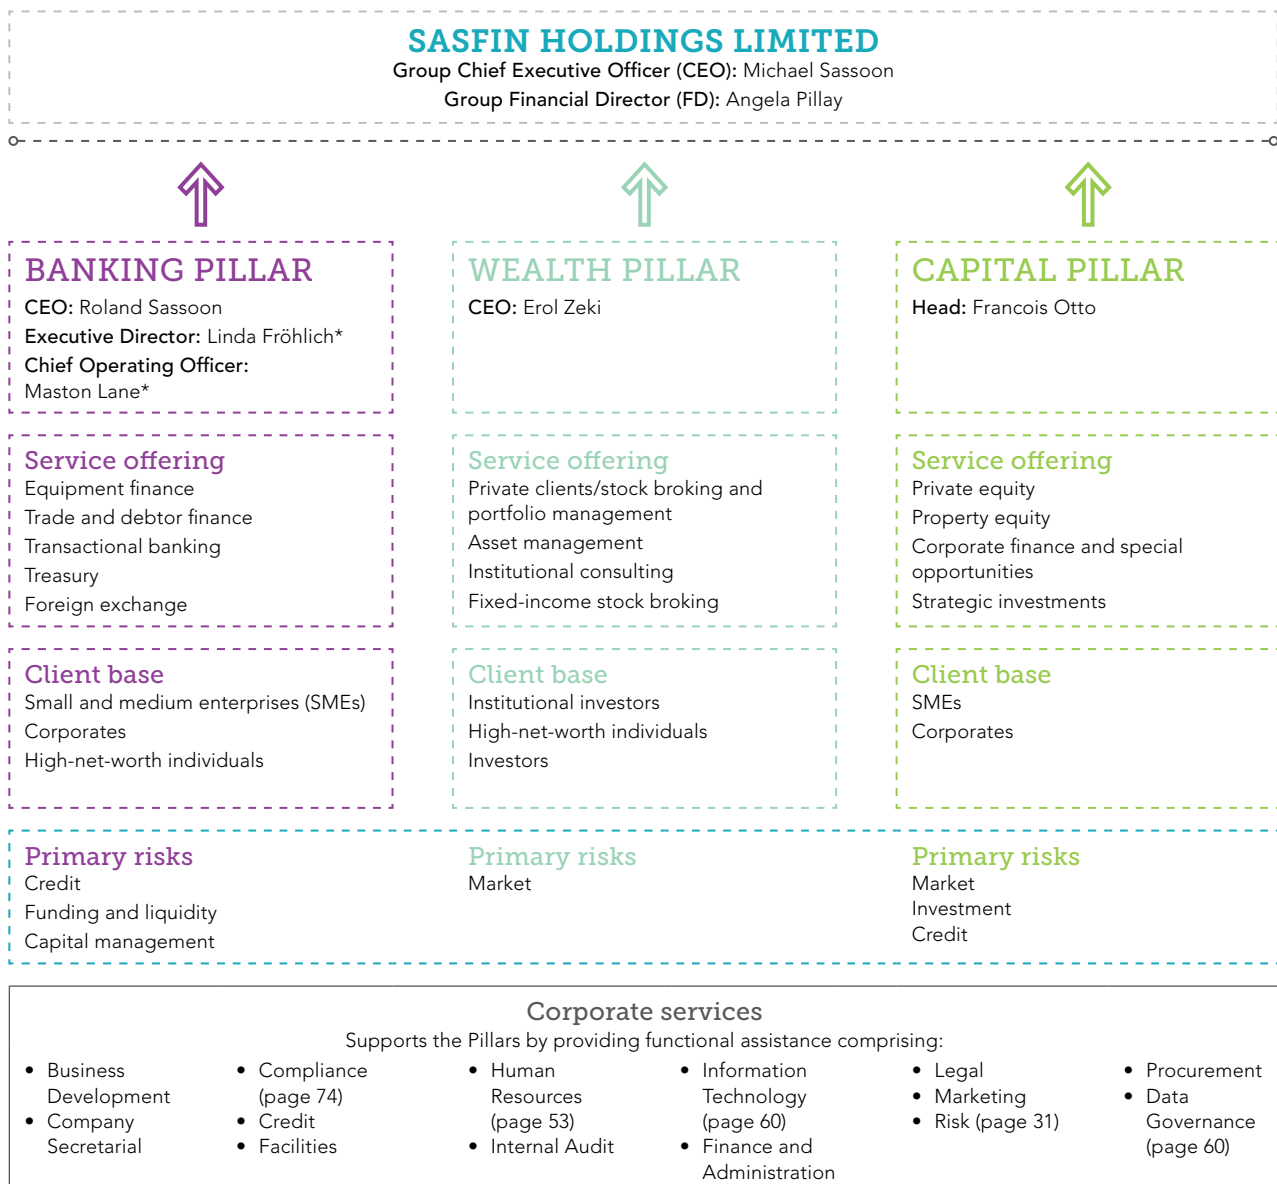 SASFIN HOLDINGS LIMITED
Group Chief Executive Officer (CEO): Michael Sassoon
Group Financial Director (FD): Angela Pillay
BANKING PILLAR
CEO: Roland Sassoon
Executive Director: Linda Fröhlich*
Chief Operating Officer:
Maston Lane*
WEALTH PILLAR
CEO: Erol Zeki
CAPITAL PILLAR
Head: Francois Otto
Service offering
Equipment finance
Trade and debtor finance
Transactional banking
Treasury
Foreign exchange
Service offering
Private clients/stock broking and
portfolio management
Asset management
Institutional consulting
Fixed-income stock broking
Service offering
Private equity
Property equity
Corporate finance and special
opportunities
Strategic investments
Client base
Small and medium enterprises (SMEs)
Corporates
High-net-worth individuals
Client base
Institutional investors
High-net-worth individuals
Investors
Client base
SMEs
Corporates
Primary risks
Credit
Funding and liquidity
Capital management
Primary risks
Market
Primary risks
Market
Investment
Credit
Corporate services
Supports the Pillars by providing functional assistance comprising:
• Business
Development
• Company
Secretarial
• Compliance
(page 74)
• Credit
• Facilities
• Human
Resources
(page 53)
• Internal Audit
• Information
Technology
(page 60)
• Finance and
Administration
• Legal
• Marketing
• Risk (page 31)
• Procurement
• Data
Governance
(page 60)